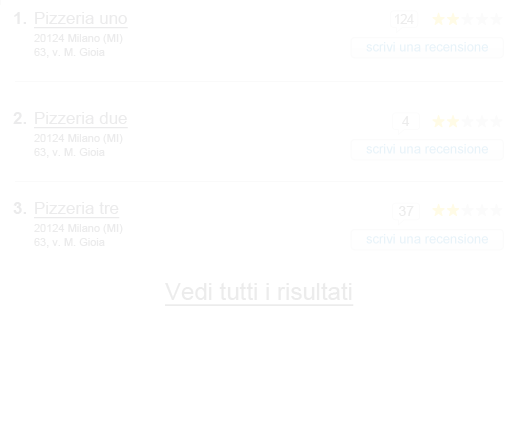 1. Pizzeria uno 124
20124 Milano (MI)
63, v. M. Gioia
scrivi una recensione
2. Pizzeria due 4
20124 Milano (MI)
63, v. M. Gioia
scrivi una recensione
3. Pizzeria tre 37
20124 Milano (MI)
63, v. M. Gioia
scrivi una recensione
Vedi tutti i risultati